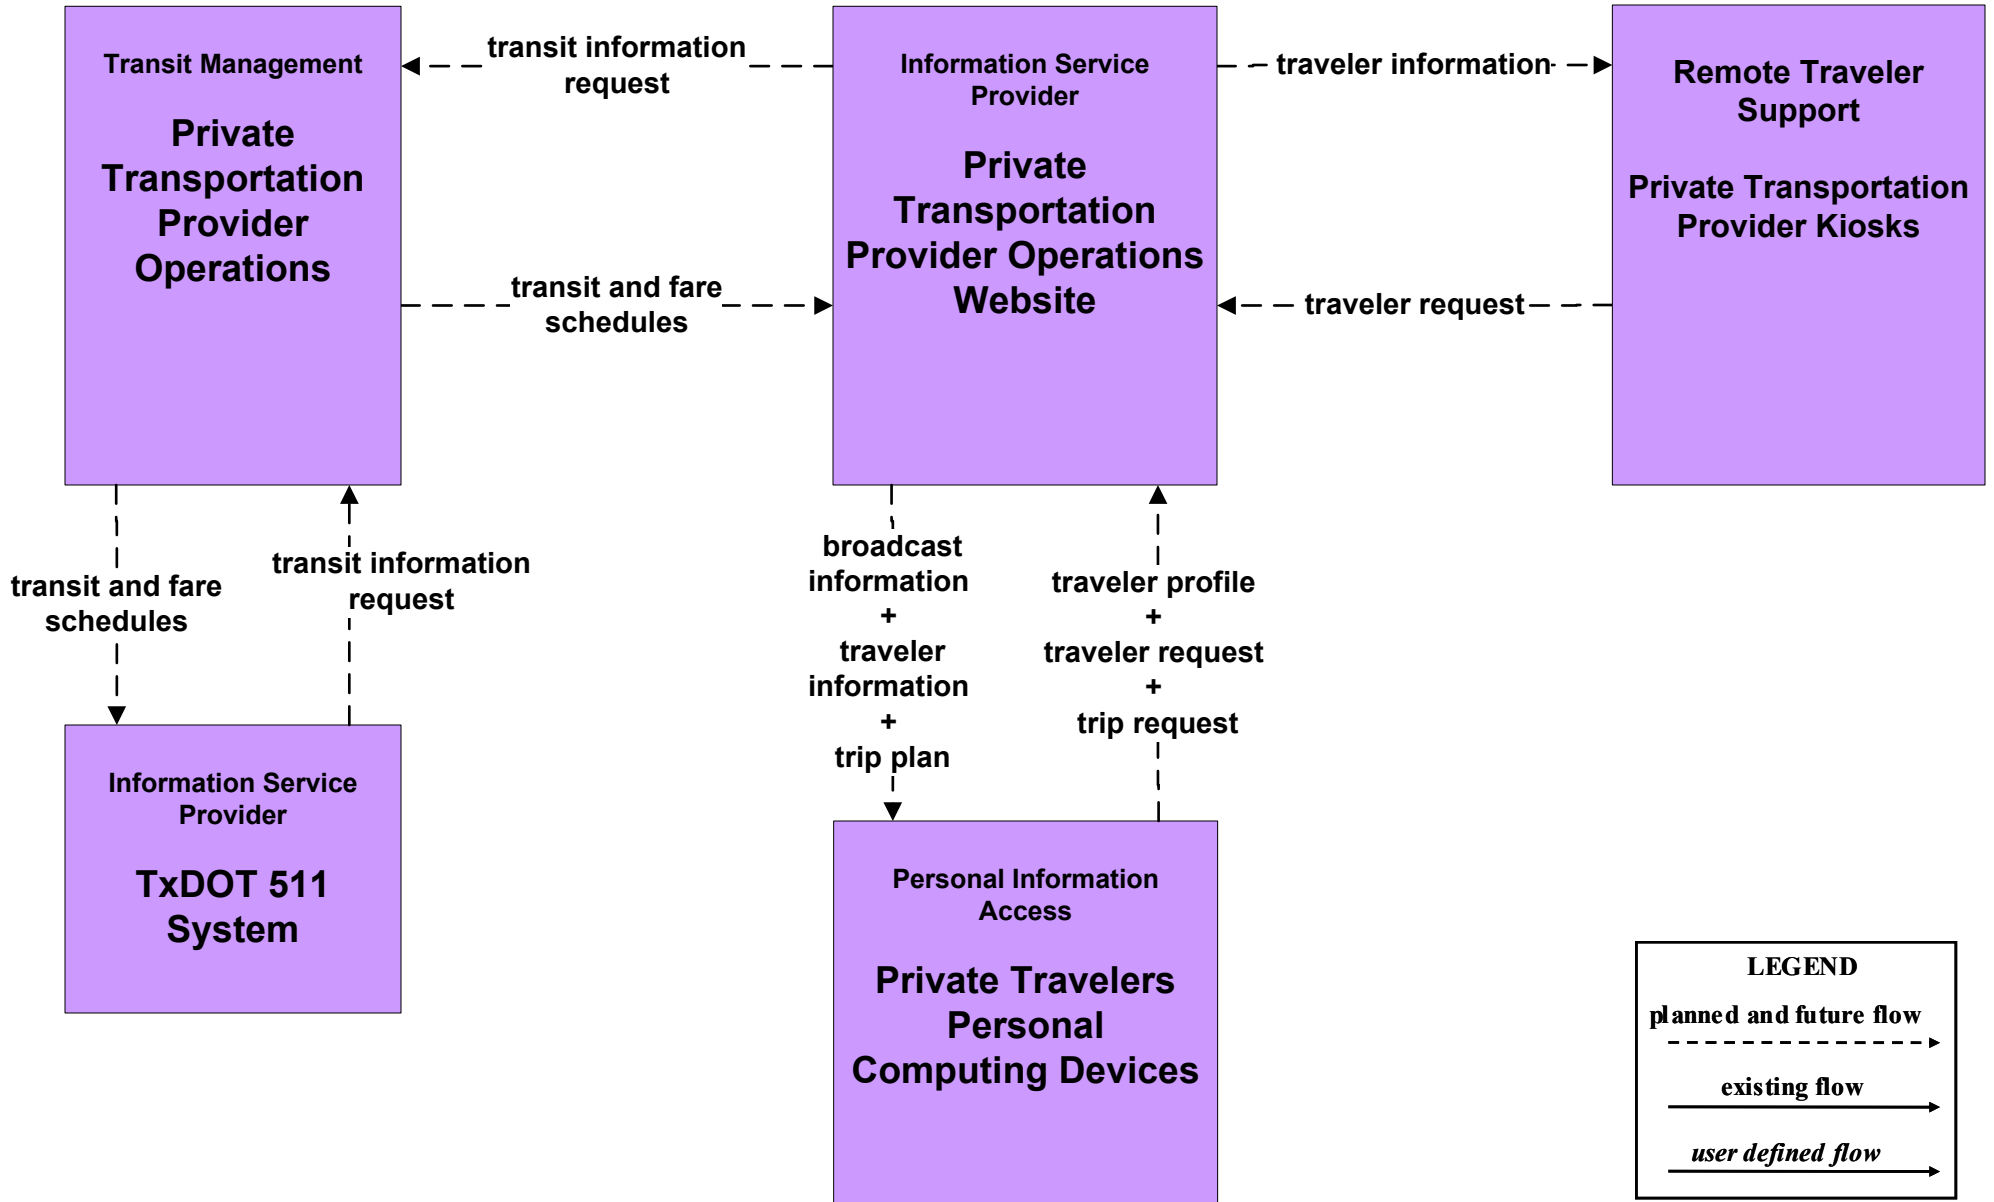 Transit Management
Private
Transportation
Provider
Operations
transit information
request
transit and fare
schedules
Information Service
Provider
Private
Transportation
Provider Operations
Website
traveler information
traveler request
Remote Traveler
Support
Private Transportation
Provider Kiosks
transit and fare
schedules
transit information
request
broadcast
information
+
traveler
information
+
trip plan
traveler profile
+
traveler request
+
trip request
Information Service
Provider
TxDOT 511
System
Personal Information
Access
Private Travelers
Personal
Computing Devices
LEGEND
planned and future flow
existing flow
user defined flow